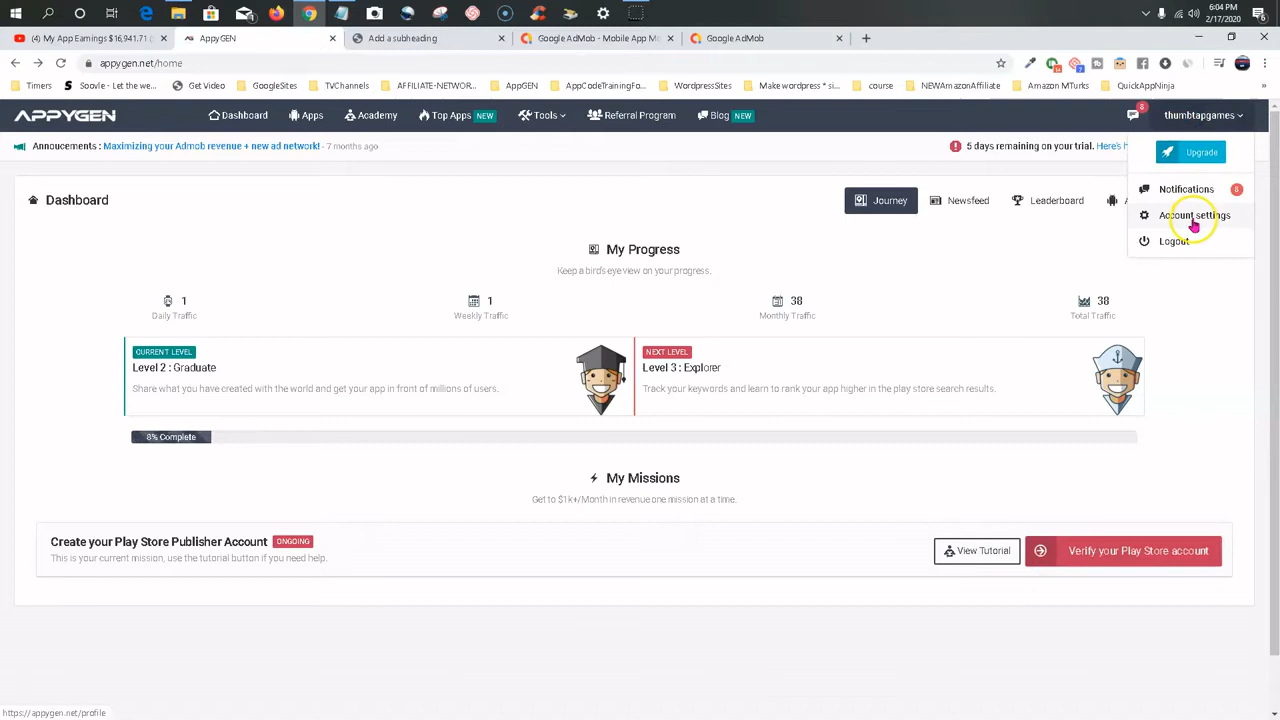 6:04 PM
2/17/2020
(4) My App Earnings $16,941.71 (
AppyGEN
Add a subheading
Google AdMob - Mobile App M
Google AdMob
appygen.net/home
Timers
Soovle - Let the we...
Get Video
GoogleSites
TVChannels
AFFILIATE-NETWOR...
AppGEN
AppCodeTrainingFo...
WordpressSites
Make wordpress * si...
course
NEWAmazonAffiliate
Amazon MTurks
QuickAppNinja
APPYGEN
Dashboard
Apps
Academy
Apps NEW
Tools
Referral Program
Blog NEW
8
thumbtapgames
Annoucements : Maximizing your Admob revenue + new ad network! - 7 months ago
5 days remaining on your trial. Here's h
Upgrade
Notifications 8
Account settings
Logout
Dashboard
Journey
Newsfeed
Leaderboard
A
My Progress
Keep a bird's eye view on your progress.
1
Daily Traffic
1
Weekly Traffic
38
Monthly Traffic
38
Total Traffic
CURRENT LEVEL
Level 2 : Graduate
Share what you have created with the world and get your app in front of millions of users.
NEXT LEVEL
Level 3 : Explorer
Track your keywords and learn to rank your app higher in the play store search results.
8% Complete
My Missions
Get to $1k+/Month in revenue one mission at a time.
Create your Play Store Publisher Account ONGOING
This is your current mission, use the tutorial button if you need help.
View Tutorial
Verify your Play Store account
https://appygen.net/profile